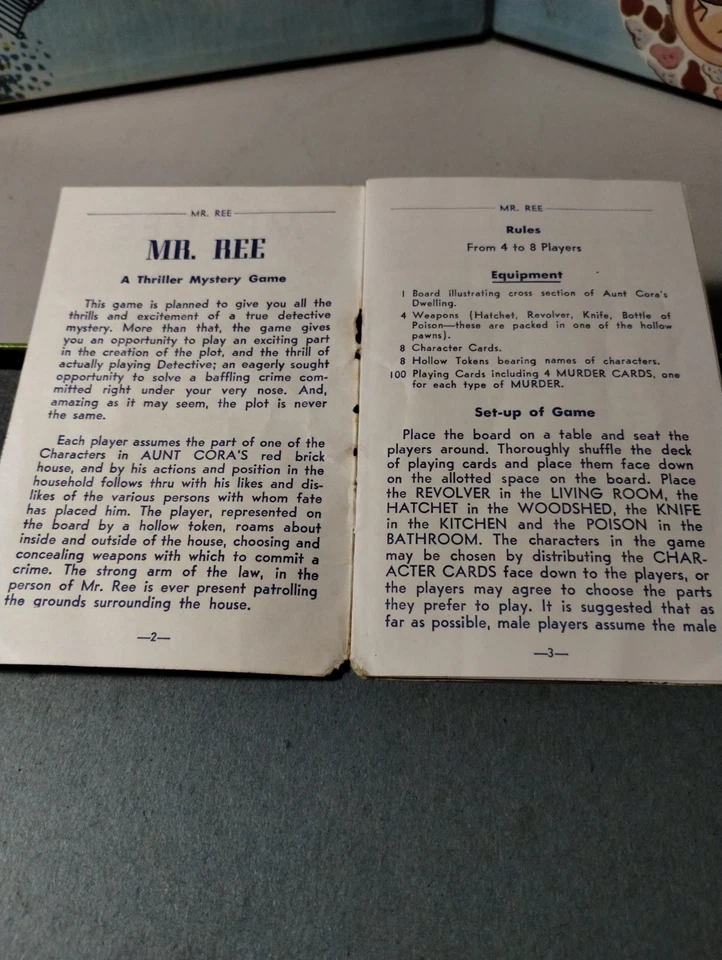 MR. REE
MR. REE
A Thriller Mystery Game
This game is planned to give you all the
thrills and excitement of a true detective
mystery. More than that, the game gives
you an opportunity to play an exciting part
in the creation of the plot, and the thrill of
actually playing Detective; an eagerly sought
opportunity to solve a baffling crime com-
mitted right under your very nose. And,
amazing as it may seem, the plot is never
the same.
Each player assumes the part of one of the
Characters in AUNT CORA'S red brick
house, and by his actions and position in the
household follows thru with his likes and dis-
likes of the various persons with whom fate
has placed him. The player, represented on
the board by a hollow token, roams about
inside and outside of the house, choosing and
concealing weapons with which to commit a
crime. The strong arm of the law, in the
person of Mr. Ree is ever present patrolling
the grounds surrounding the house.
—2—
MR. REE
Rules
From 4 to 8 Players
Equipment
1 Board illustrating cross section of Aunt Cora's
Dwelling.
4 Weapons (Hatchet, Revolver, Knife, Bottle of
Poison—these are packed in one of the hollow
pawns).
8 Character Cards.
8 Hollow Tokens bearing names of characters.
100 Playing Cards including 4 MURDER CARDS, one
for each type of MURDER.
Set-up of Game
Place the board on a table and seat the
players around. Thoroughly shuffle the deck
of playing cards and place them face down
on the allotted space on the board. Place
the REVOLVER in the LIVING ROOM, the
HATCHET in the WOODSHED, the KNIFE
in the KITCHEN and the POISON in the
BATHROOM. The characters in the game
may be chosen by distributing the CHAR-
ACTER CARDS face down to the players, or
the players may agree to choose the parts
they prefer to play. It is suggested that as
far as possible, male players assume the male
—3—